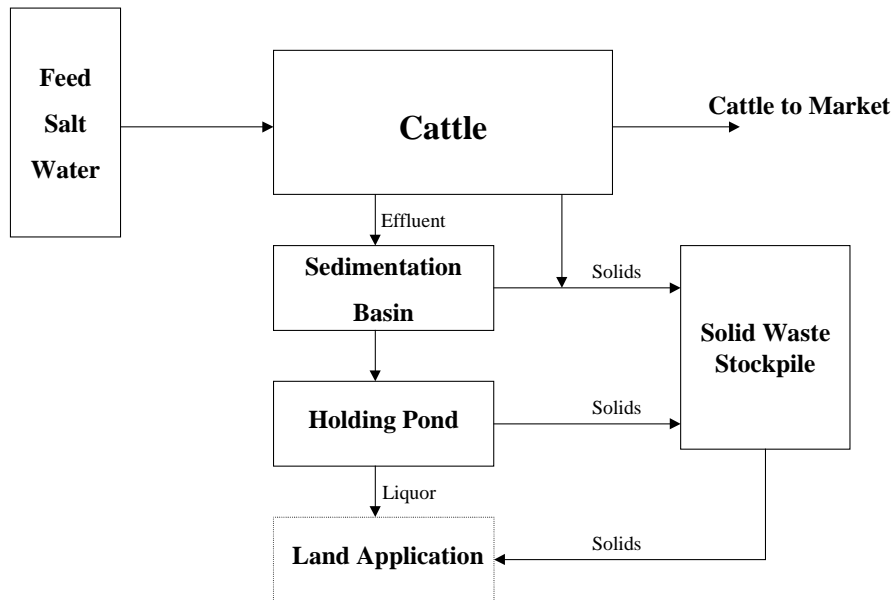 Feed
Salt
Water
Cattle
Cattle to Market
Effluent
Sedimentation
Basin
Solids
Solid Waste
Stockpile
Holding Pond
Solids
Liquor
Land Application
Solids